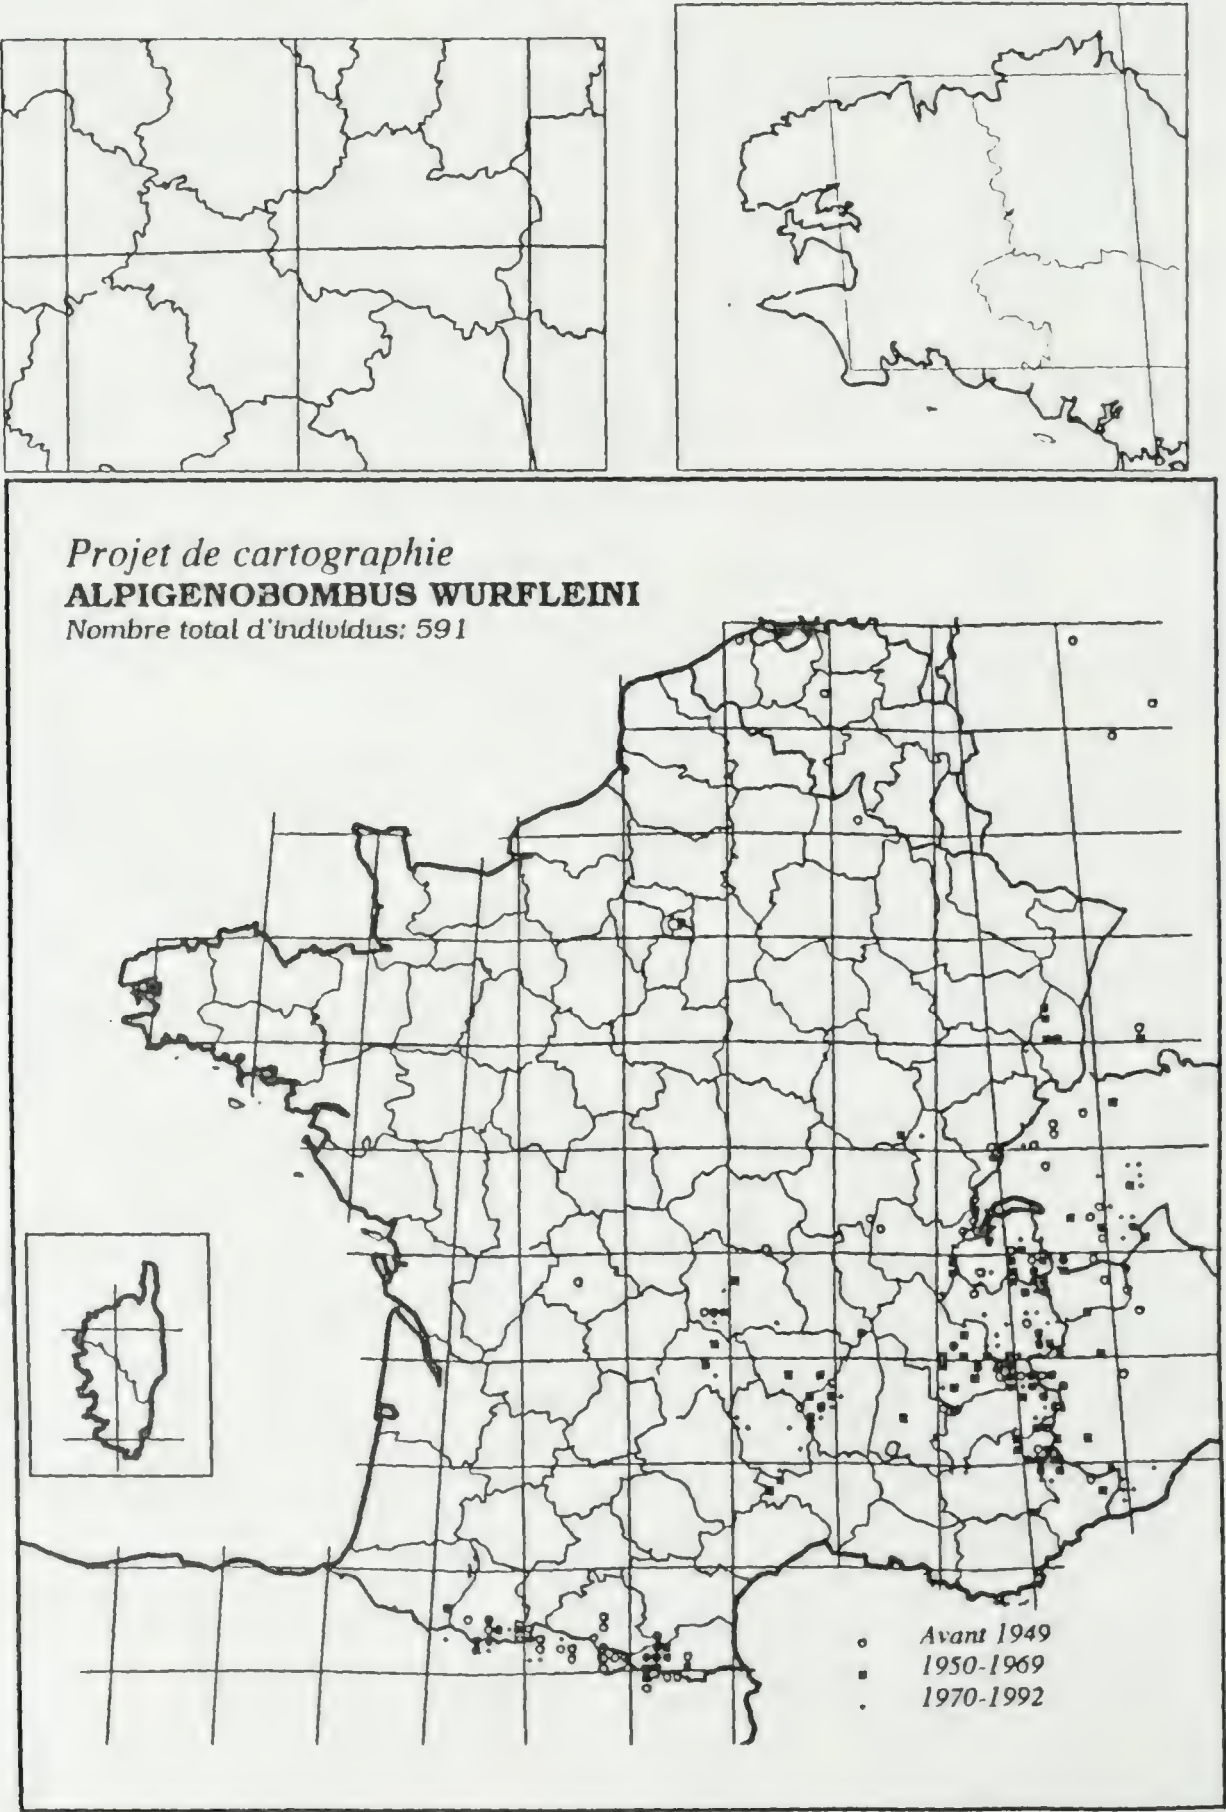 Projet de cartographie
ALPIGENOBOMBUS WURFLEINI
Nombre total d'individus: 591
Avant 1949
1950-1969
1970-1992